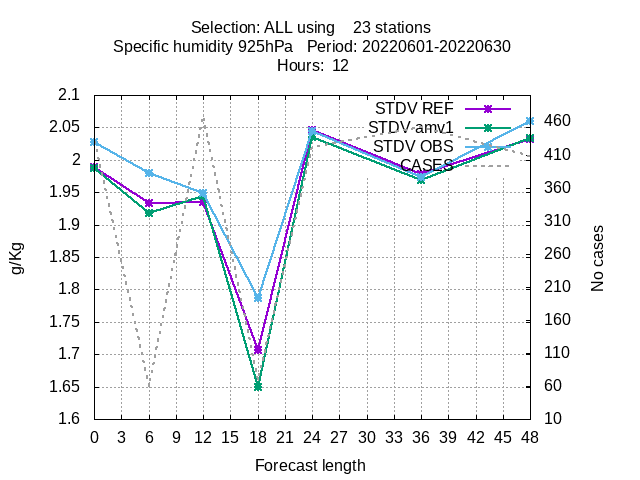 Selection: ALL using    23 stations
Specific humidity 925hPa   Period: 20220601-20220630
Hours:  12
2.1
2.05
2
1.95
1.9
1.85
1.8
1.75
1.7
1.65
1.6
g/Kg
STDV REF
STDV amv1
STDV OBS
CASES
460
410
360
310
260
210
160
110
60
10
No cases
0 3 6 9 12 15 18 21 24 27 30 33 36 39 42 45 48
Forecast length